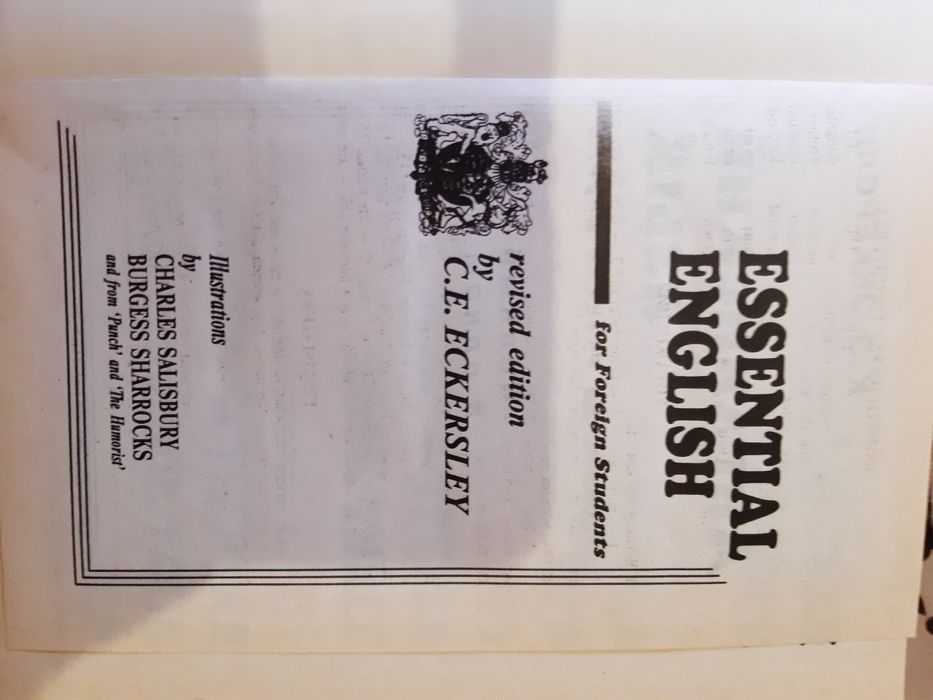 ESSENTIAL
ENGLISH
for Foreign Students
revised edition
by
C.E. ECKERSLEY
Illustrations
by
CHARLES SALISBURY
BURGESS SHARROCKS
and from 'Punch' and 'The Humorist'